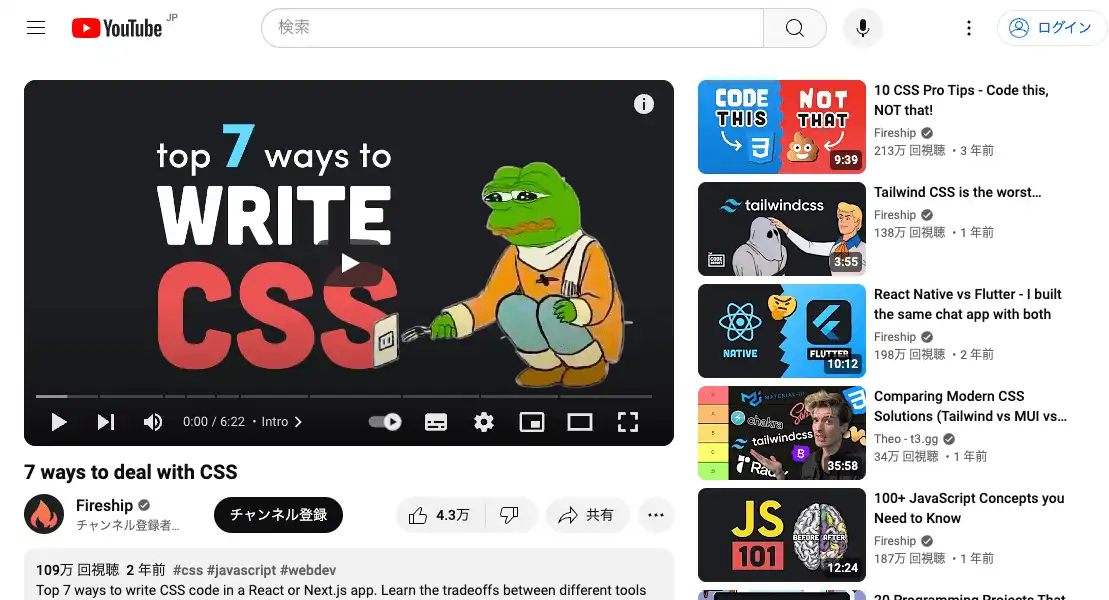 YouTube JP
検索
ログイン
top 7 ways to
WRITE
CSS
0:00 / 6:22 • Intro
7 ways to deal with CSS
Fireship
チャンネル登録者…
チャンネル登録
4.3万
共有
109万 回視聴 2 年前 #css #javascript #webdev
Top 7 ways to write CSS code in a React or Next.js app. Learn the tradeoffs between different tools
CODE THIS
NOT THAT
9:39
10 CSS Pro Tips - Code this,
NOT that!
Fireship
213万 回視聴 ・3 年前
tailwindcss
3:55
Tailwind CSS is the worst…
Fireship
138万 回視聴 ・1 年前
NATIVE
FLUTTER
10:12
React Native vs Flutter - I built
the same chat app with both
Fireship
198万 回視聴 ・2 年前
MATERIAL-UI
chakra
tailwindcss
35:58
Comparing Modern CSS
Solutions (Tailwind vs MUI vs…
Theo - t3․gg
34万 回視聴 ・1 年前
JS
101
BEFORE AFTER
12:24
100+ JavaScript Concepts you
Need to Know
Fireship
187万 回視聴 ・1 年前
20 Programming Projects That